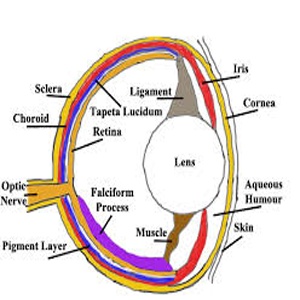 Iris
Sclera
Ligament
Cornea
Tapeta Lucidum
Choroid
Retina
Lens
Optic
Nerve
Falciform
Process
Aqueous
Humour
Muscle
Skin
Pigment Layer